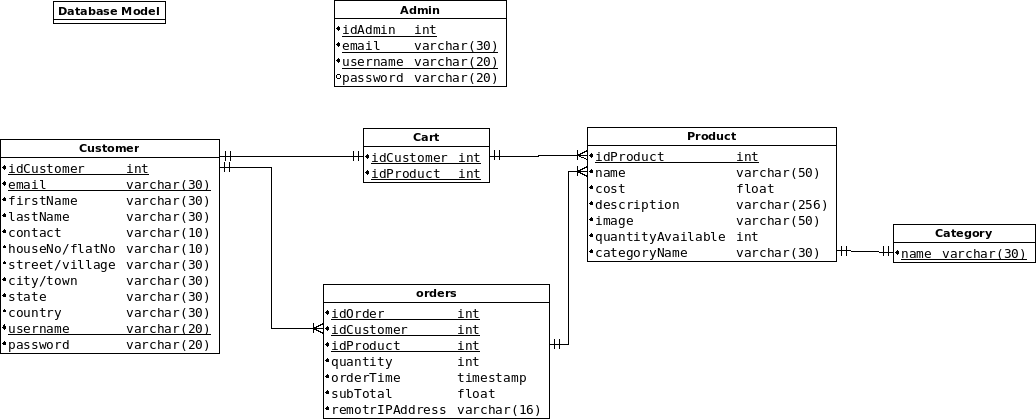 Database Model
Admin
idAdmin int
email varchar(30)
username varchar(20)
password varchar(20)
Customer
idCustomer int
email varchar(30)
firstName varchar(30)
lastName varchar(30)
contact varchar(10)
houseNo/flatNo varchar(10)
street/village varchar(30)
city/town varchar(30)
state varchar(30)
country varchar(30)
username varchar(20)
password varchar(20)
Cart
idCustomer int
idProduct int
Product
idProduct int
name varchar(50)
cost float
description varchar(256)
image varchar(50)
quantityAvailable int
categoryName varchar(30)
Category
name varchar(30)
orders
idOrder int
idCustomer int
idProduct int
quantity int
orderTime timestamp
subTotal float
remotrIPAddress varchar(16)